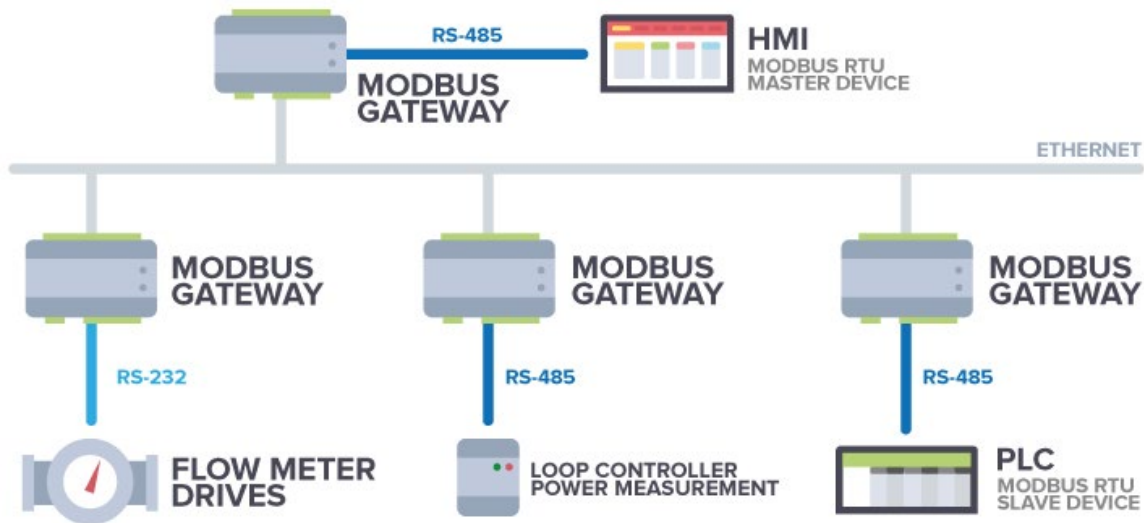 RS-485
HMI
MODBUS RTU
MASTER DEVICE
MODBUS
GATEWAY
ETHERNET
MODBUS
GATEWAY
MODBUS
GATEWAY
MODBUS
GATEWAY
RS-232
RS-485
RS-485
FLOW METER
DRIVES
LOOP CONTROLLER
POWER MEASUREMENT
PLC
MODBUS RTU
SLAVE DEVICE